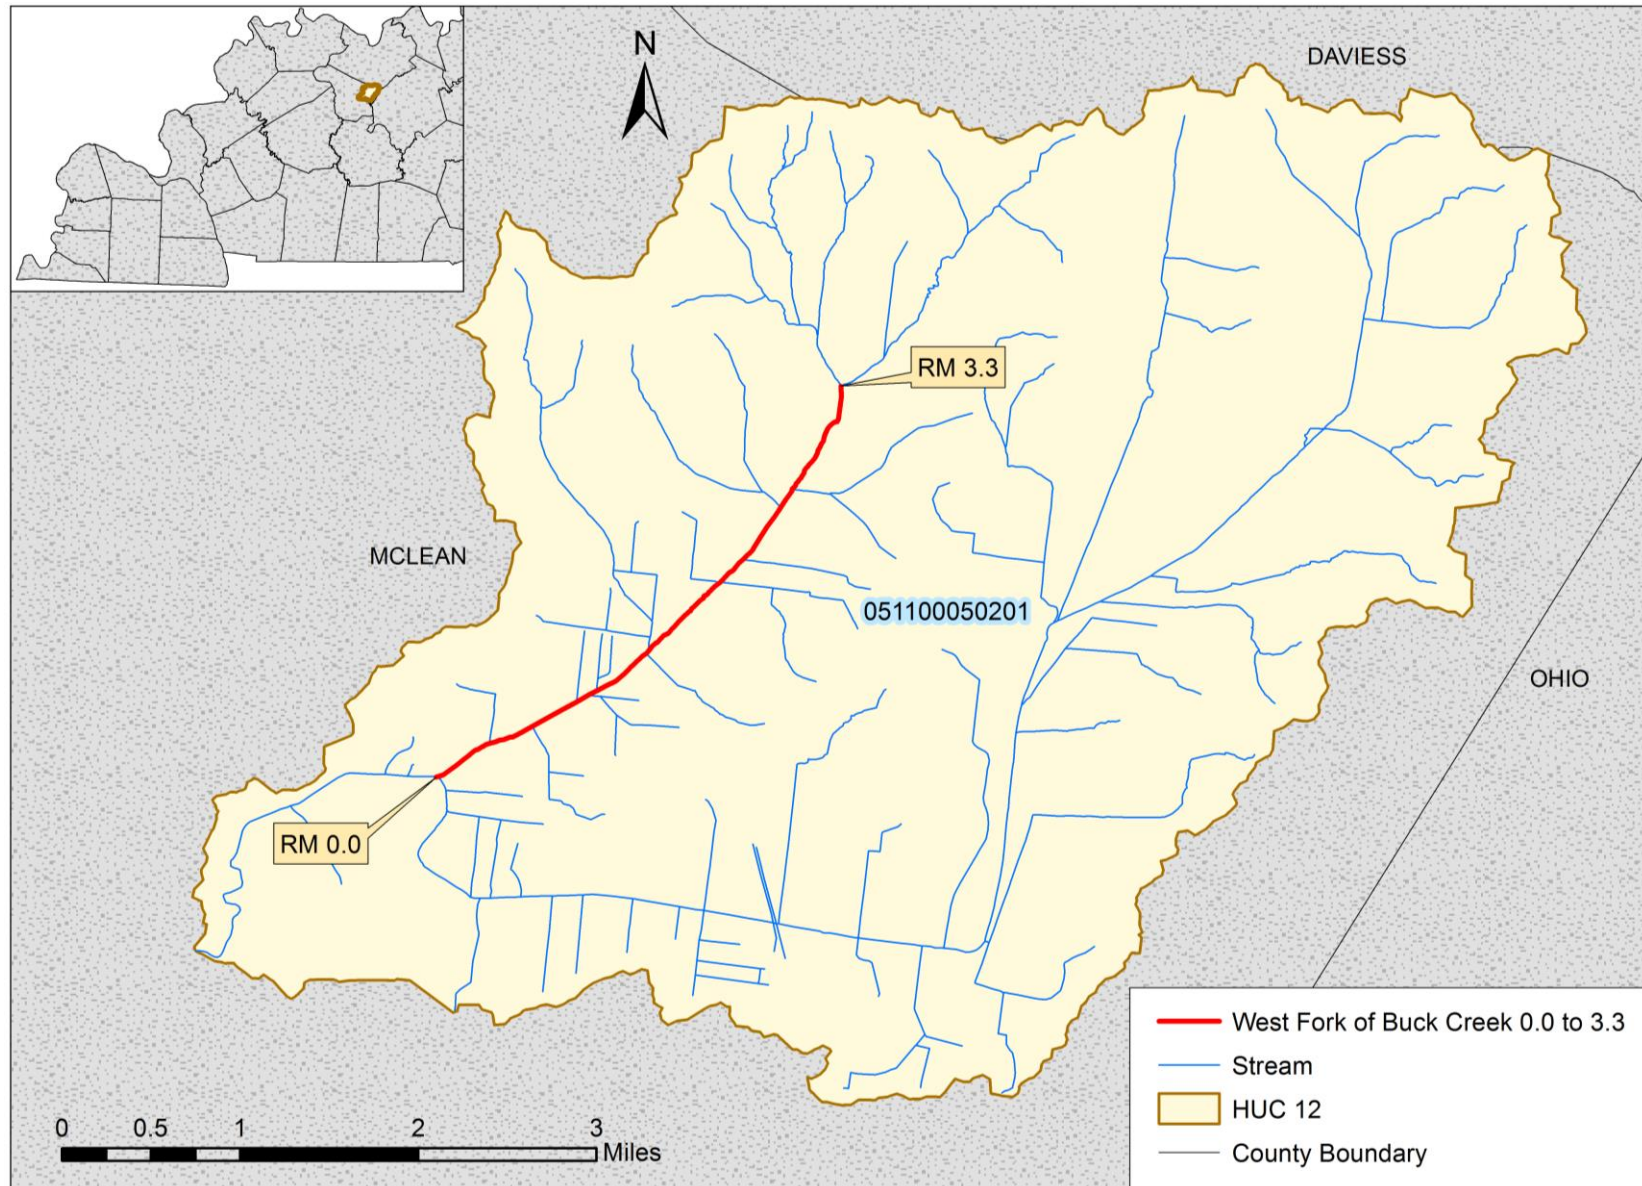 N
DAVIESS
RM 3.3
MCLEAN
051100050201
OHIO
RM 0.0
West Fork of Buck Creek 0.0 to 3.3
Stream
HUC 12
County Boundary
0 0.5 1 2 3
Miles